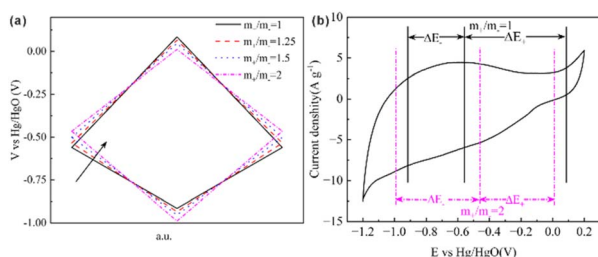 (a)
m₊/m₋=1
m₊/m₋=1.25
m₊/m₋=1.5
m₊/m₋=2
V vs Hg/HgO (V)
0.00
-0.25
-0.50
-0.75
-1.00
a.u.
(b)
m₊/m₋=1
ΔE₋
ΔE₊
Current denshity(A g⁻¹)
10
5
0
-5
-10
-15
ΔE₋
ΔE₊
m₊/m₋=2
−1.2 −1.0 −0.8 −0.6 −0.4 −0.2 0.0 0.2
E vs Hg/HgO(V)